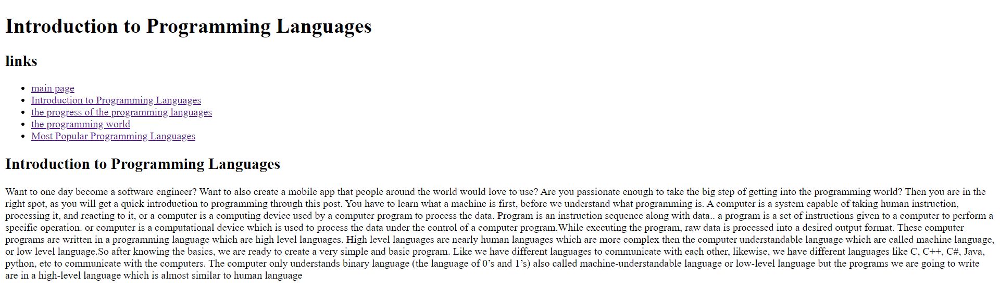 Introduction to Programming Languages
links
main page
Introduction to Programming Languages
the progress of the programming languages
the programming world
Most Popular Programming Languages
Introduction to Programming Languages
Want to one day become a software engineer? Want to also create a mobile app that people around the world would love to use? Are you passionate enough to take the big step of getting into the programming world? Then you are in the
right spot, as you will get a quick introduction to programming through this post. You have to learn what a machine is first, before we understand what programming is. A computer is a system capable of taking human instruction,
processing it, and reacting to it, or a computer is a computing device used by a computer program to process the data. Program is an instruction sequence along with data.. a program is a set of instructions given to a computer to perform a
specific operation. or computer is a computational device which is used to process the data under the control of a computer program.While executing the program, raw data is processed into a desired output format. These computer
programs are written in a programming language which are high level languages. High level languages are nearly human languages which are more complex then the computer understandable language which are called machine language,
or low level language.So after knowing the basics, we are ready to create a very simple and basic program. Like we have different languages to communicate with each other, likewise, we have different languages like C, C++, C#, Java,
python, etc to communicate with the computers. The computer only understands binary language (the language of 0’s and 1’s) also called machine-understandable language or low-level language but the programs we are going to write
are in a high-level language which is almost similar to human language